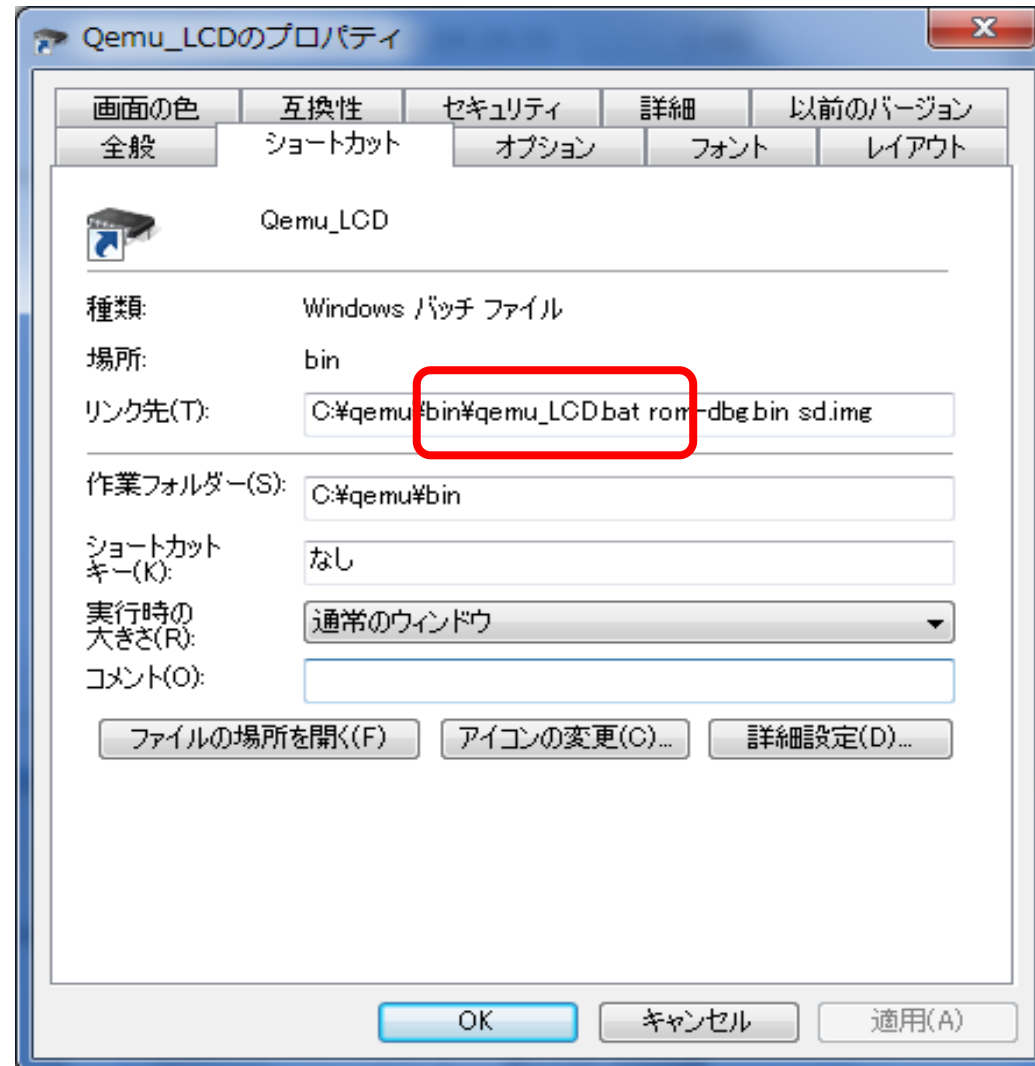 Qemu_LCDのプロパティ
画面の色 互換性 セキュリティ 詳細 以前のバージョン
全般 ショートカット オプション フォント レイアウト
Qemu_LCD
種類: Windows バッチ ファイル
場所: bin
リンク先(T): C:¥qemu¥bin¥qemu_LCD.bat rom-dbg.bin sd.img
作業フォルダー(S): C:¥qemu¥bin
ショートカット
キー(K): なし
実行時の
大きさ(R): 通常のウィンドウ
コメント(O):
ファイルの場所を開く(F) アイコンの変更(C)... 詳細設定(D)...
OK キャンセル 適用(A)